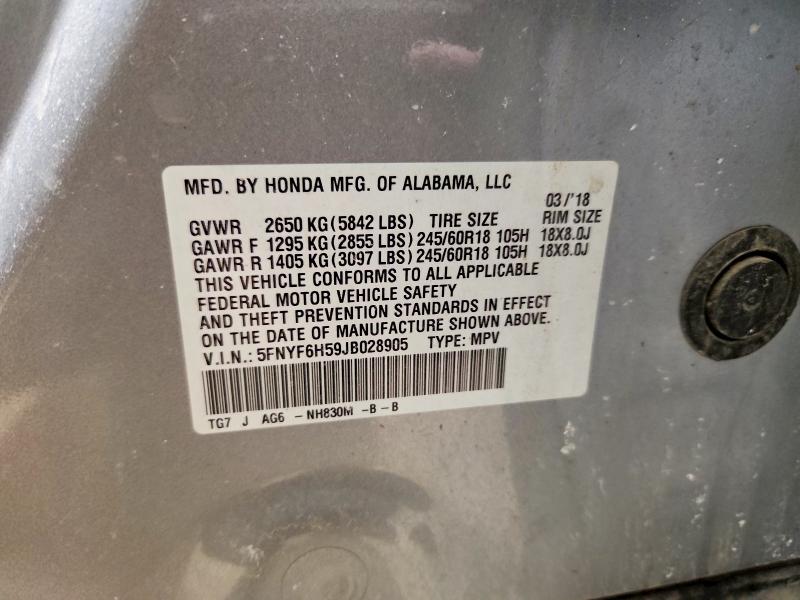 MFD. BY HONDA MFG. OF ALABAMA, LLC
03/'18
GVWR 2650 KG(5842 LBS) TIRE SIZE RIM SIZE
GAWR F 1295 KG(2855 LBS) 245/60R18 105H 18X8.0J
GAWR R 1405 KG(3097 LBS) 245/60R18 105H 18X8.0J
THIS VEHICLE CONFORMS TO ALL APPLICABLE
FEDERAL MOTOR VEHICLE SAFETY
AND THEFT PREVENTION STANDARDS IN EFFECT
ON THE DATE OF MANUFACTURE SHOWN ABOVE.
V.I.N.: 5FNYF6H59JB028905 TYPE: MPV
TG7 J AG6 -NH830M -B-B